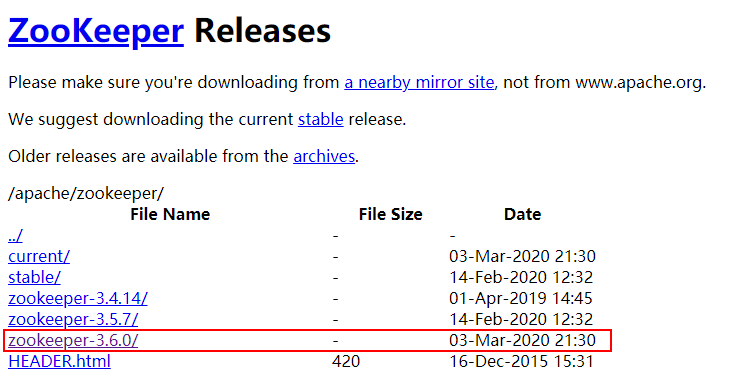 ZooKeeper Releases
Please make sure you're downloading from a nearby mirror site, not from www.apache.org.
We suggest downloading the current stable release.
Older releases are available from the archives.
/apache/zookeeper/
File Name File Size Date
../ - -
current/ - 03-Mar-2020 21:30
stable/ - 14-Feb-2020 12:32
zookeeper-3.4.14/ - 01-Apr-2019 14:45
zookeeper-3.5.7/ - 14-Feb-2020 12:32
zookeeper-3.6.0/ - 03-Mar-2020 21:30
HEADER.html 420 16-Dec-2015 15:31